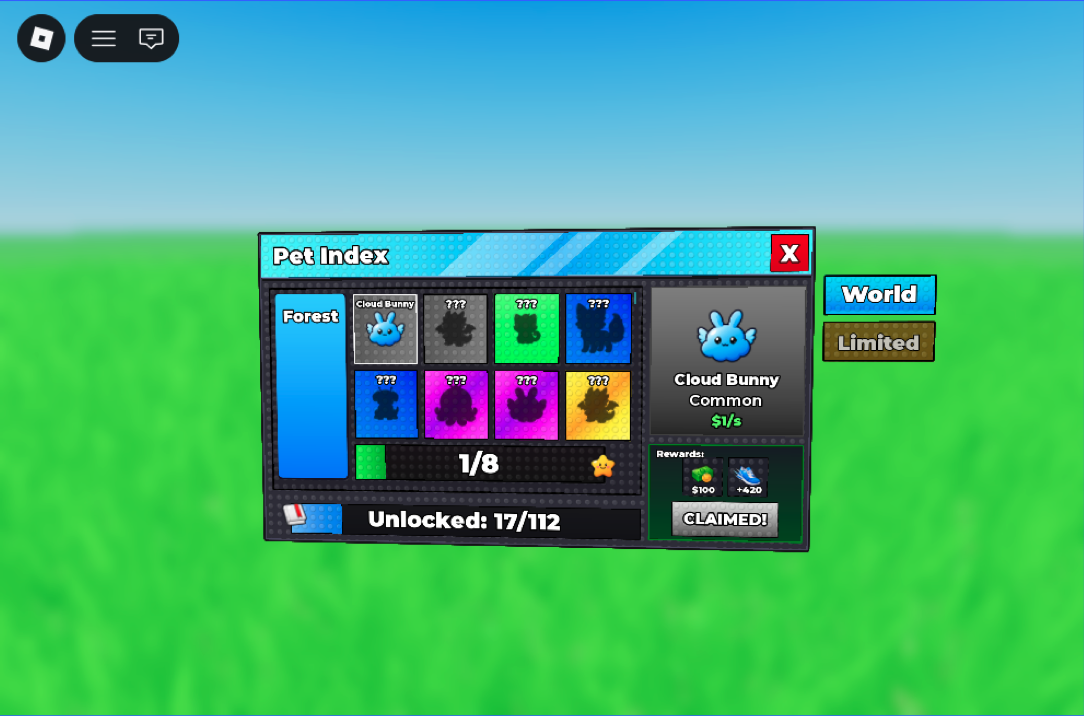 Pet Index
X
World
Limited
Forest
Cloud Bunny
???
???
???
???
???
???
???
1/8
Unlocked: 17/112
Cloud Bunny
Common
$1/s
Rewards:
$100
+420
CLAIMED!